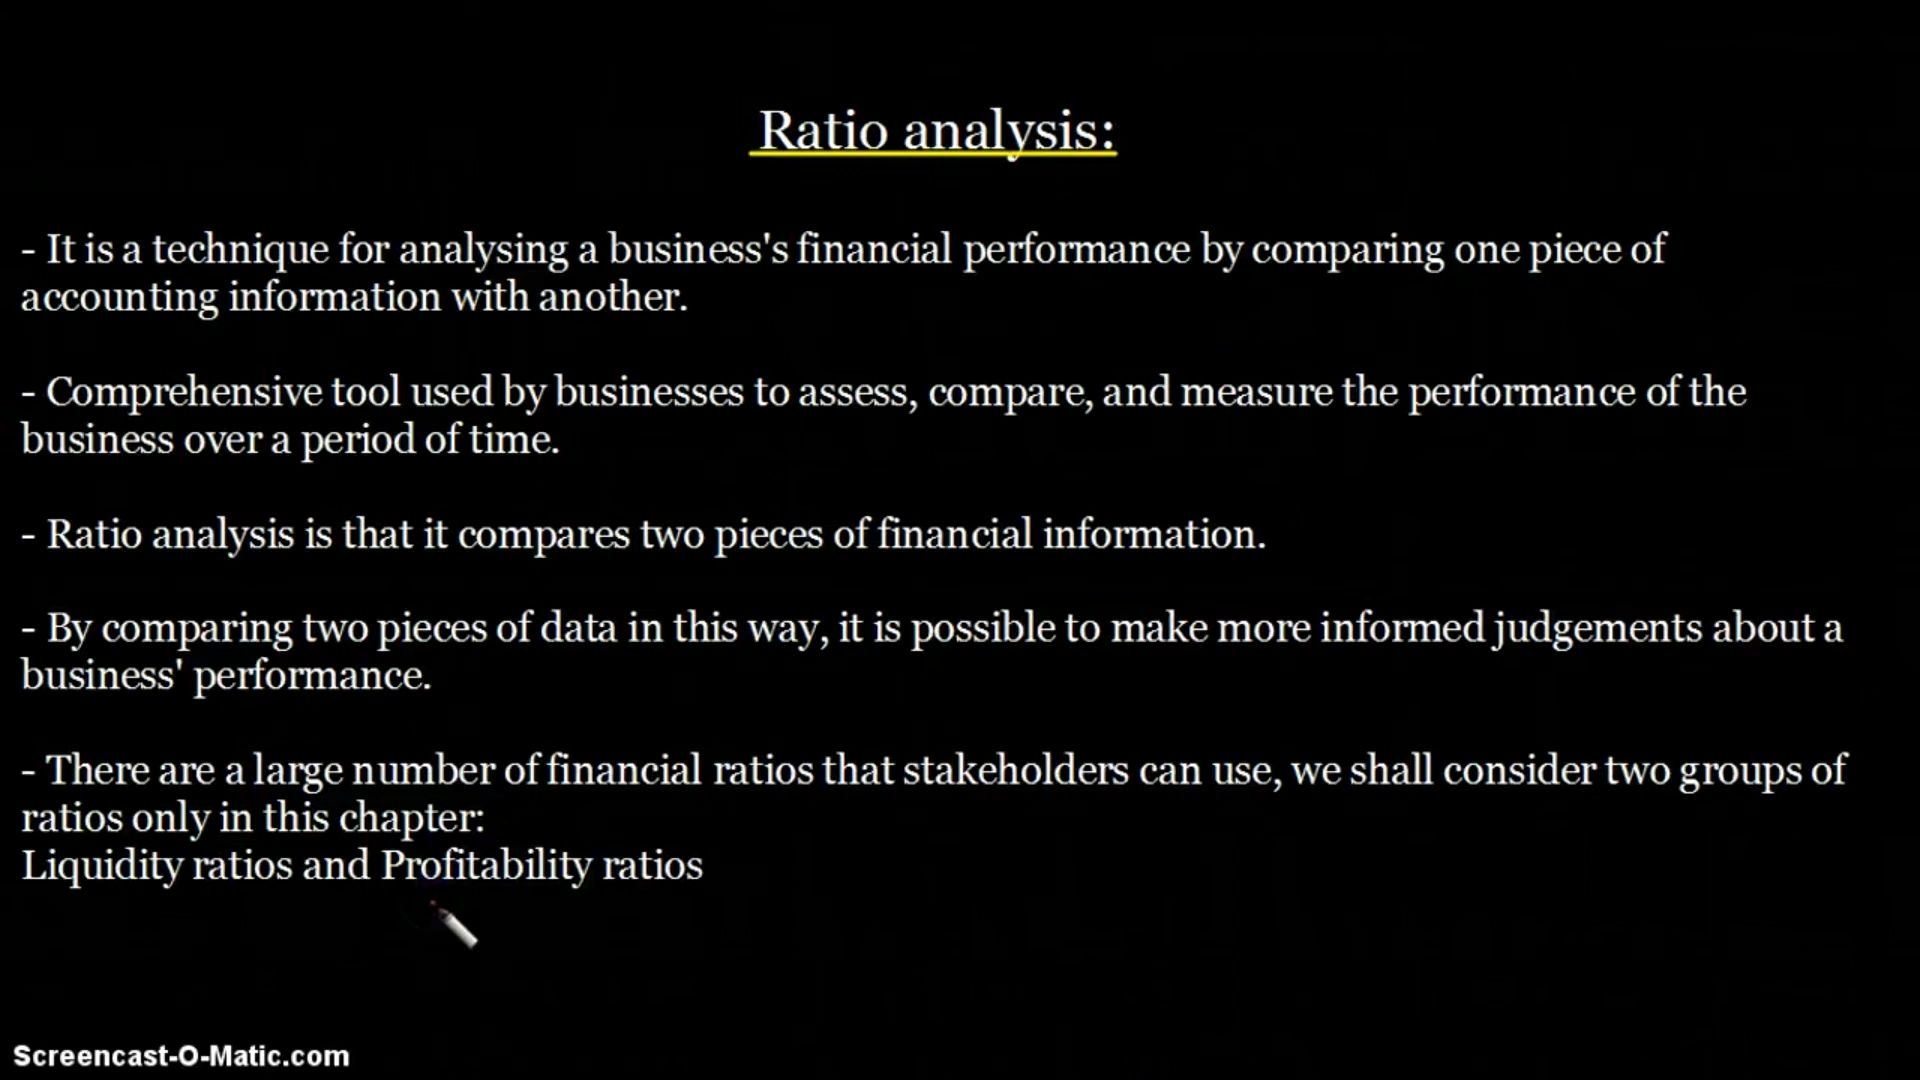 Ratio analysis:
- It is a technique for analysing a business's financial performance by comparing one piece of
accounting information with another.
- Comprehensive tool used by businesses to assess, compare, and measure the performance of the
business over a period of time.
- Ratio analysis is that it compares two pieces of financial information.
- By comparing two pieces of data in this way, it is possible to make more informed judgements about a
business' performance.
- There are a large number of financial ratios that stakeholders can use, we shall consider two groups of
ratios only in this chapter:
Liquidity ratios and Profitability ratios
Screencast-O-Matic.com